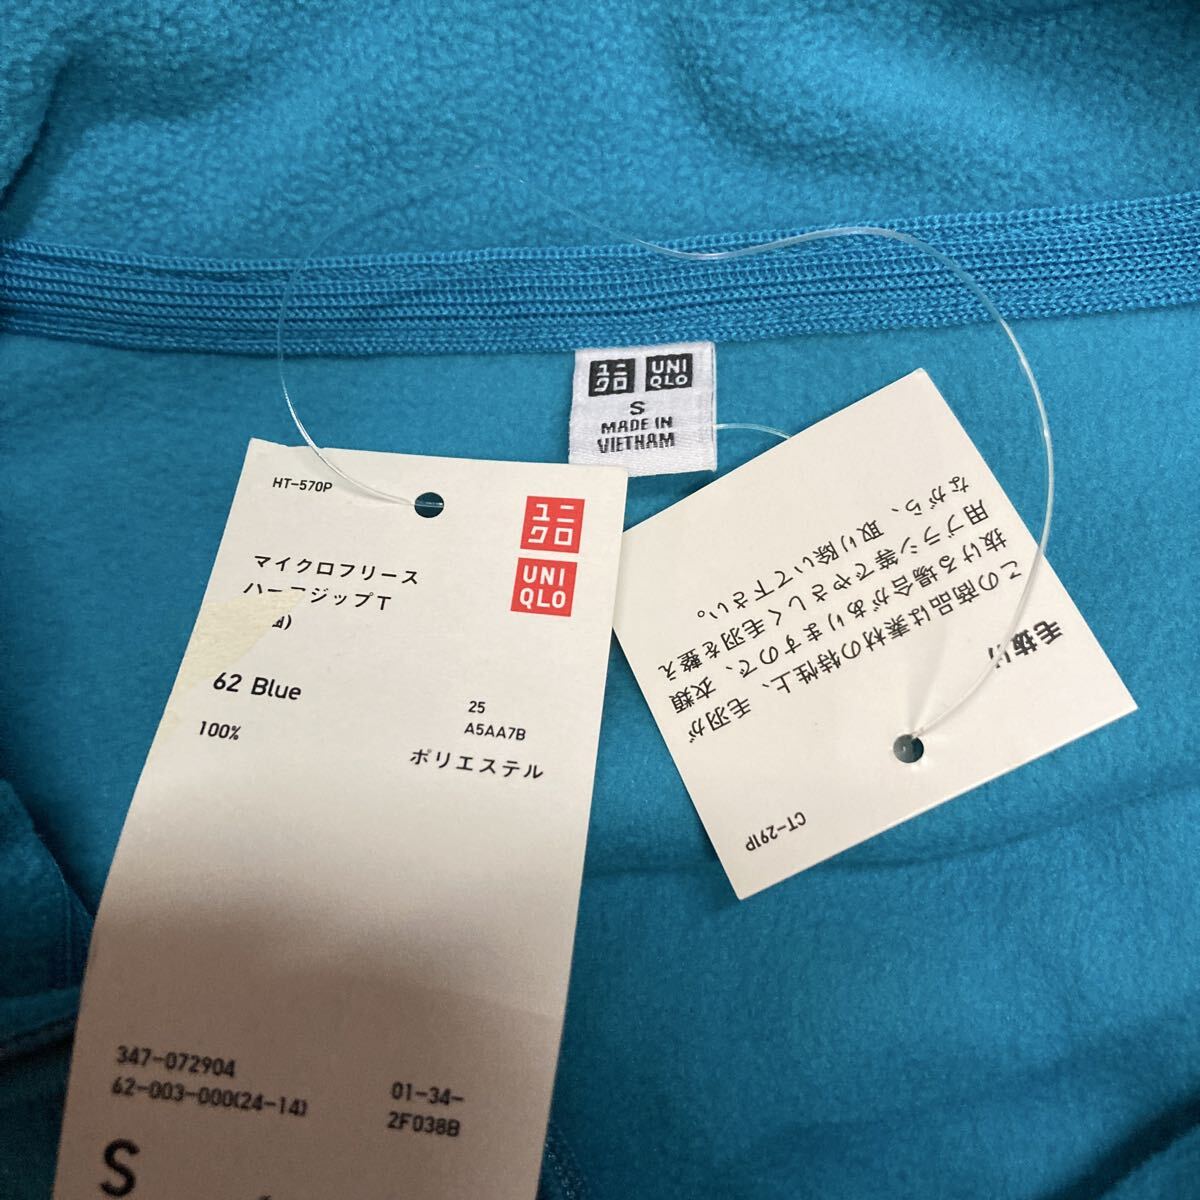 ユニ
クロ
UNI
QLO
S
MADE IN
VIETNAM
HT-570P
ユニ
クロ
UNI
QLO
マイクロフリース
ジップT
62 Blue
25
A5AA7B
100%
ポリエステル
347-072904
62-003-000(24-14)
01-34-
2F038B
S
毛抜け
この商品は素材の特性上、毛羽が
抜ける場合がありますので、衣類
用ブラシ等でやさしく毛羽を整え
ながら、取り除いて下さい。
CT-291P